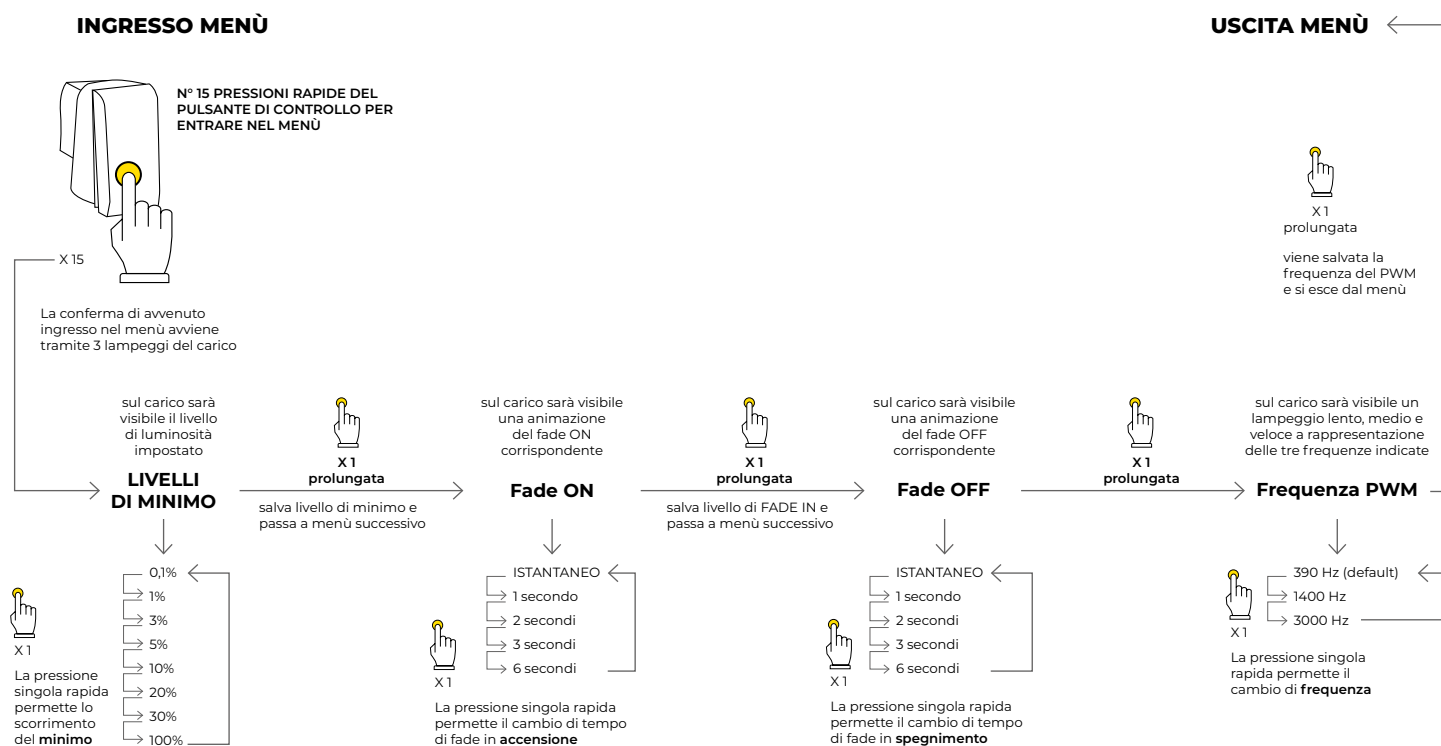 INGRESSO MENÙ
USCITA MENÙ
N° 15 PRESSIONI RAPIDE DEL
PULSANTE DI CONTROLLO PER
ENTRARE NEL MENÙ
X 15
La conferma di avvenuto
ingresso nel menù avviene
tramite 3 lampeggi del carico
X 1
prolungata
viene salvata la
frequenza del PWM
e si esce dal menù
sul carico sarà
visibile il livello
di luminosità
impostato
LIVELLI
DI MINIMO
X 1
prolungata
salva livello di minimo e
passa a menù successivo
sul carico sarà visibile
una animazione
del fade ON
corrispondente
Fade ON
X 1
prolungata
salva livello di FADE IN e
passa a menù successivo
sul carico sarà visibile
una animazione
del fade OFF
corrispondente
Fade OFF
X 1
prolungata
sul carico sarà visibile un
lampeggio lento, medio e
veloce a rappresentazione
delle tre frequenze indicate
Frequenza PWM
0,1%
1%
3%
5%
10%
20%
30%
100%
X 1
La pressione
singola rapida
permette lo
scorrimento
del minimo
ISTANTANEO
1 secondo
2 secondi
3 secondi
6 secondi
X 1
La pressione singola rapida
permette il cambio di tempo
di fade in accensione
ISTANTANEO
1 secondo
2 secondi
3 secondi
6 secondi
X 1
La pressione singola rapida
permette il cambio di tempo
di fade in spegnimento
390 Hz (default)
1400 Hz
3000 Hz
X 1
La pressione singola
rapida permette il
cambio di frequenza